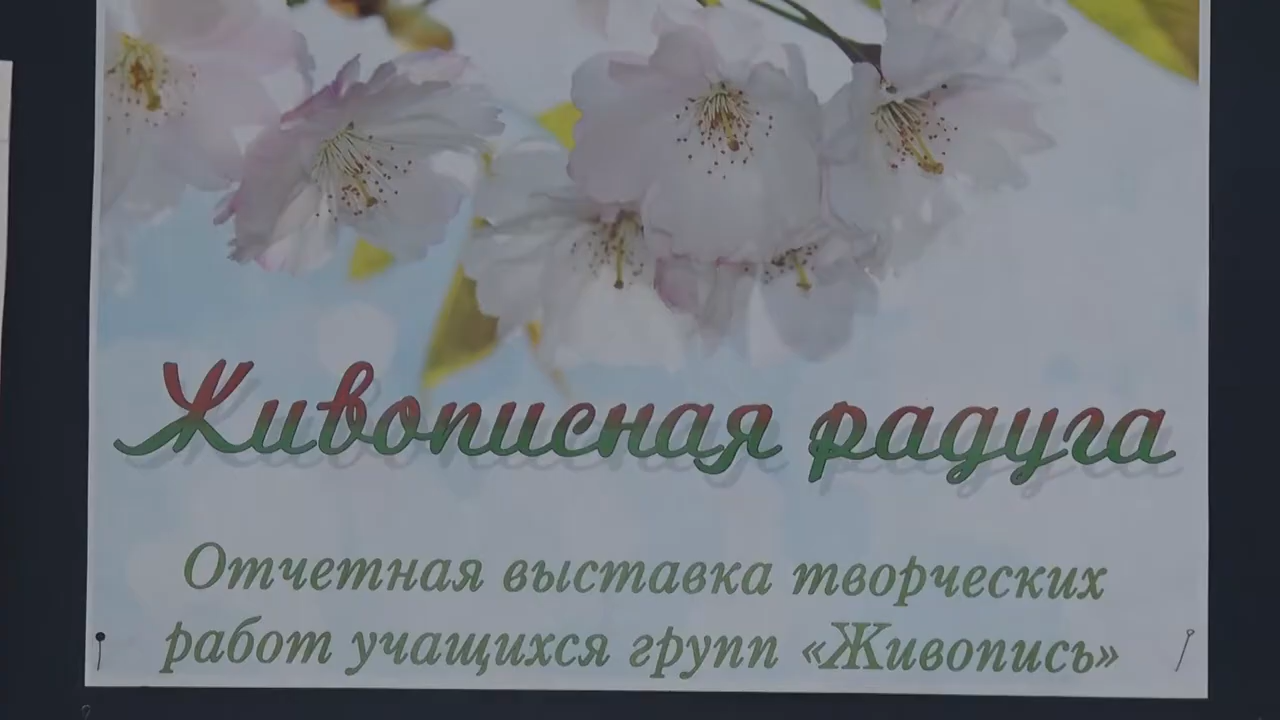 Живописная радуга
Отчетная выставка творческих
работ учащихся групп «Живопись»